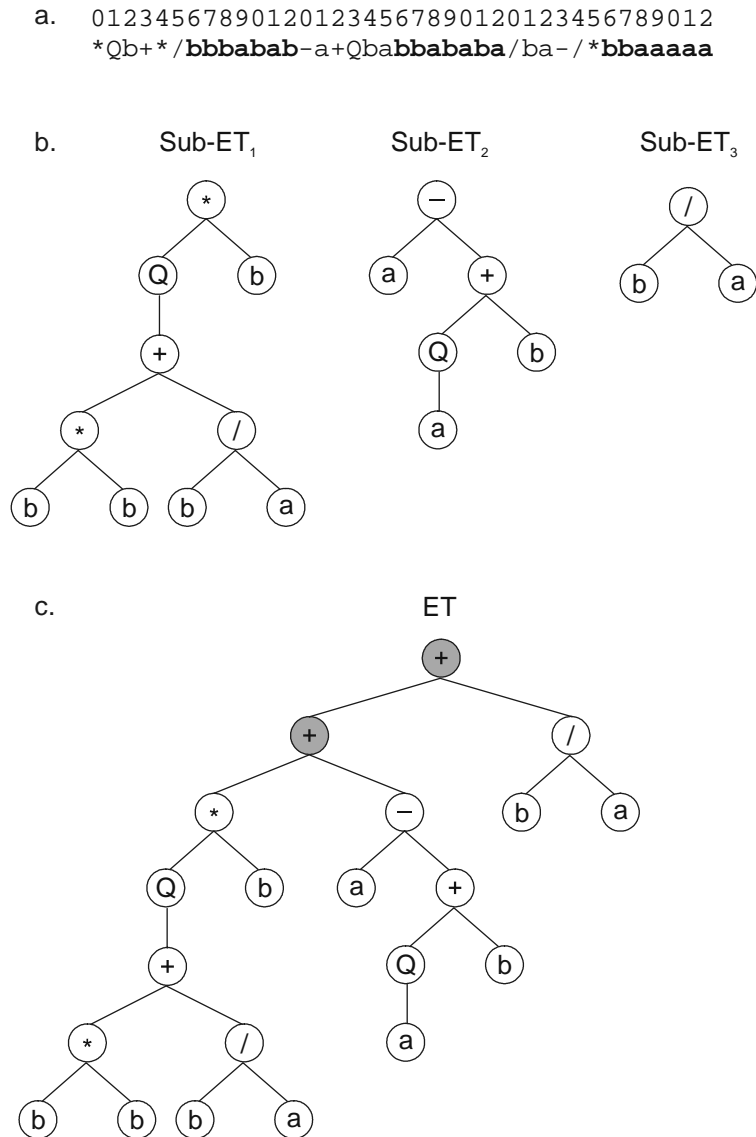 a. 012345678901201234567890120123456789012
*Qb+*/bbbabab-a+Qbabbababa/ba-/*bbaaaaa
b. Sub-ET₁ Sub-ET₂ Sub-ET₃
* − /
Q b a + b a
+ Q b
* / a
b b b a
c. ET
+
+ /
* − b a
Q b a +
+ Q b
* / a
b b b a